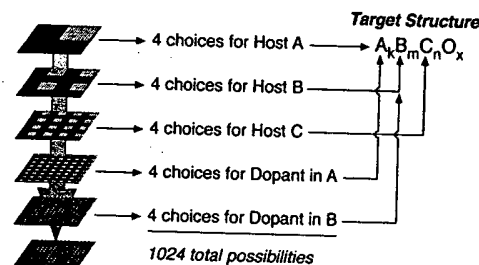 Target Structure
4 choices for Host A
AₖBₘCₙOₓ
4 choices for Host B
4 choices for Host C
4 choices for Dopant in A
4 choices for Dopant in B
1024 total possibilities